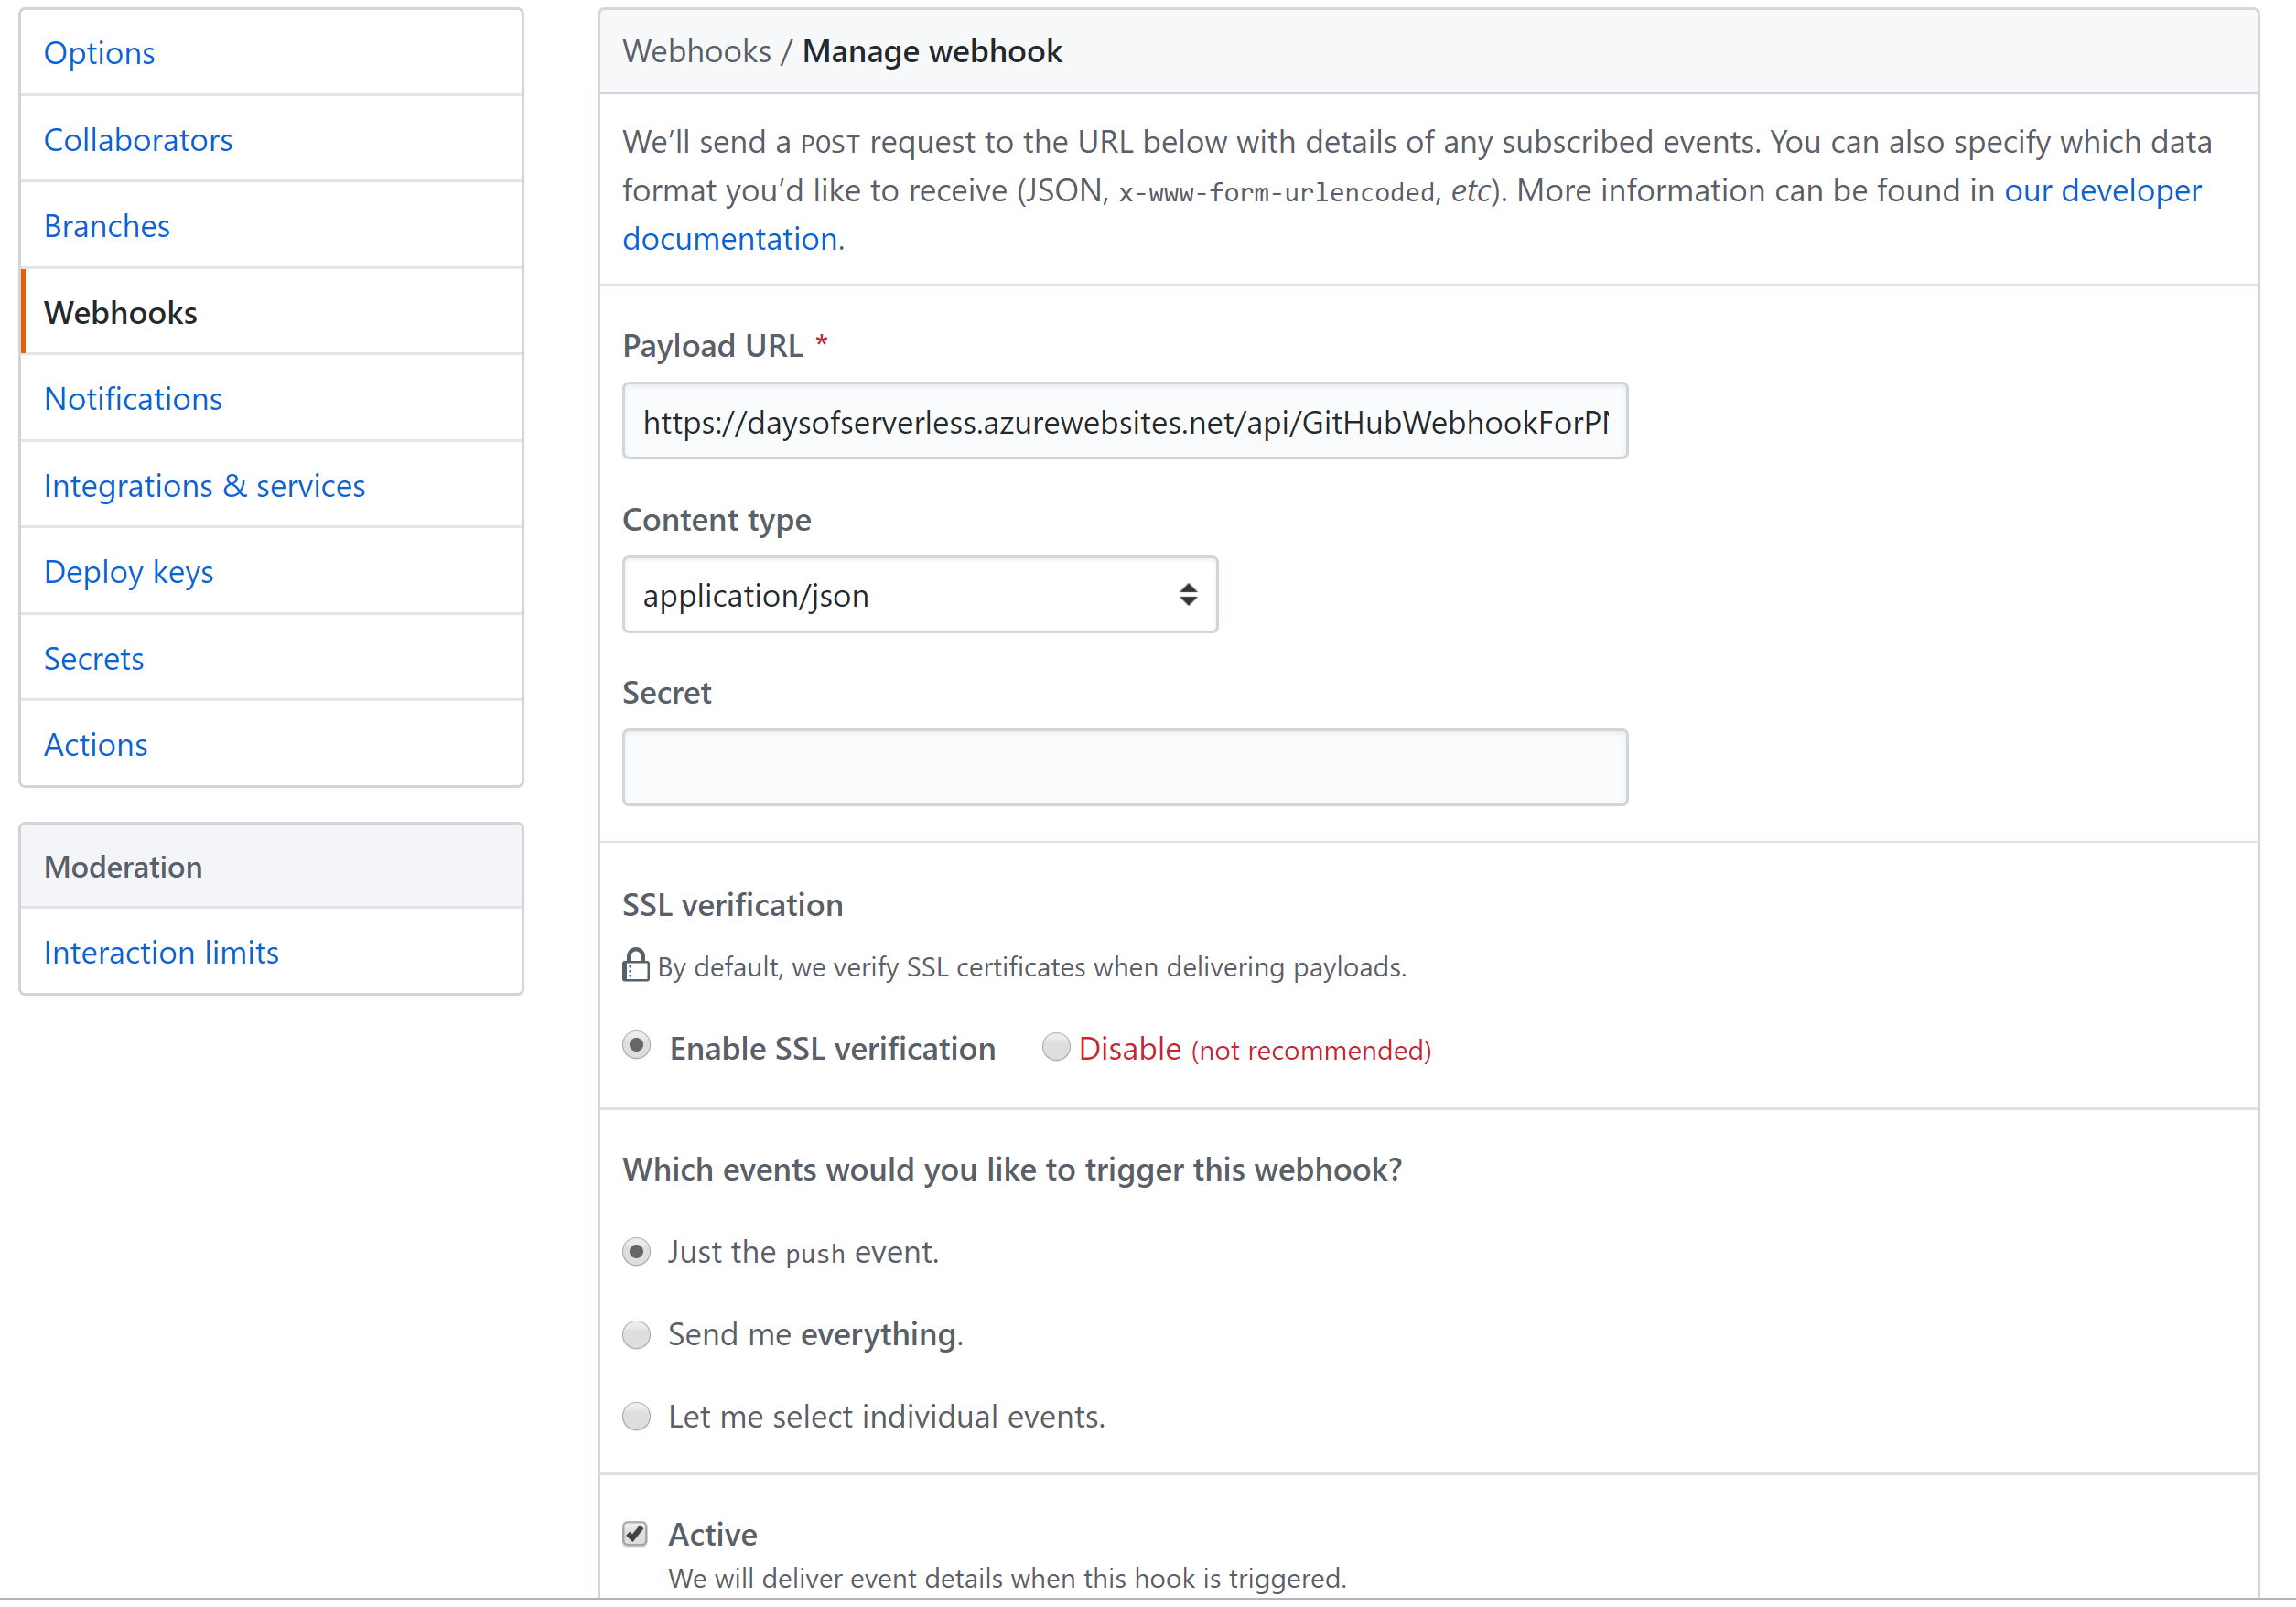 Options
Collaborators
Branches
Webhooks
Notifications
Integrations & services
Deploy keys
Secrets
Actions
Moderation
Interaction limits
Webhooks / Manage webhook
We’ll send a POST request to the URL below with details of any subscribed events. You can also specify which data
format you’d like to receive (JSON, x-www-form-urlencoded, etc). More information can be found in our developer
documentation.
Payload URL *
https://daysofserverless.azurewebsites.net/api/GitHubWebhookForP
Content type
application/json
Secret
SSL verification
By default, we verify SSL certificates when delivering payloads.
Enable SSL verification Disable (not recommended)
Which events would you like to trigger this webhook?
Just the push event.
Send me everything.
Let me select individual events.
Active
We will deliver event details when this hook is triggered.